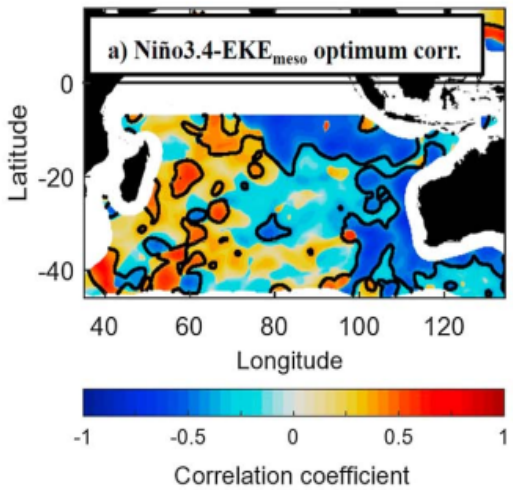 a) Niño3.4-EKEmeso optimum corr.
0
-20
-40
Latitude
40 60 80 100 120
Longitude
-1 -0.5 0 0.5 1
Correlation coefficient